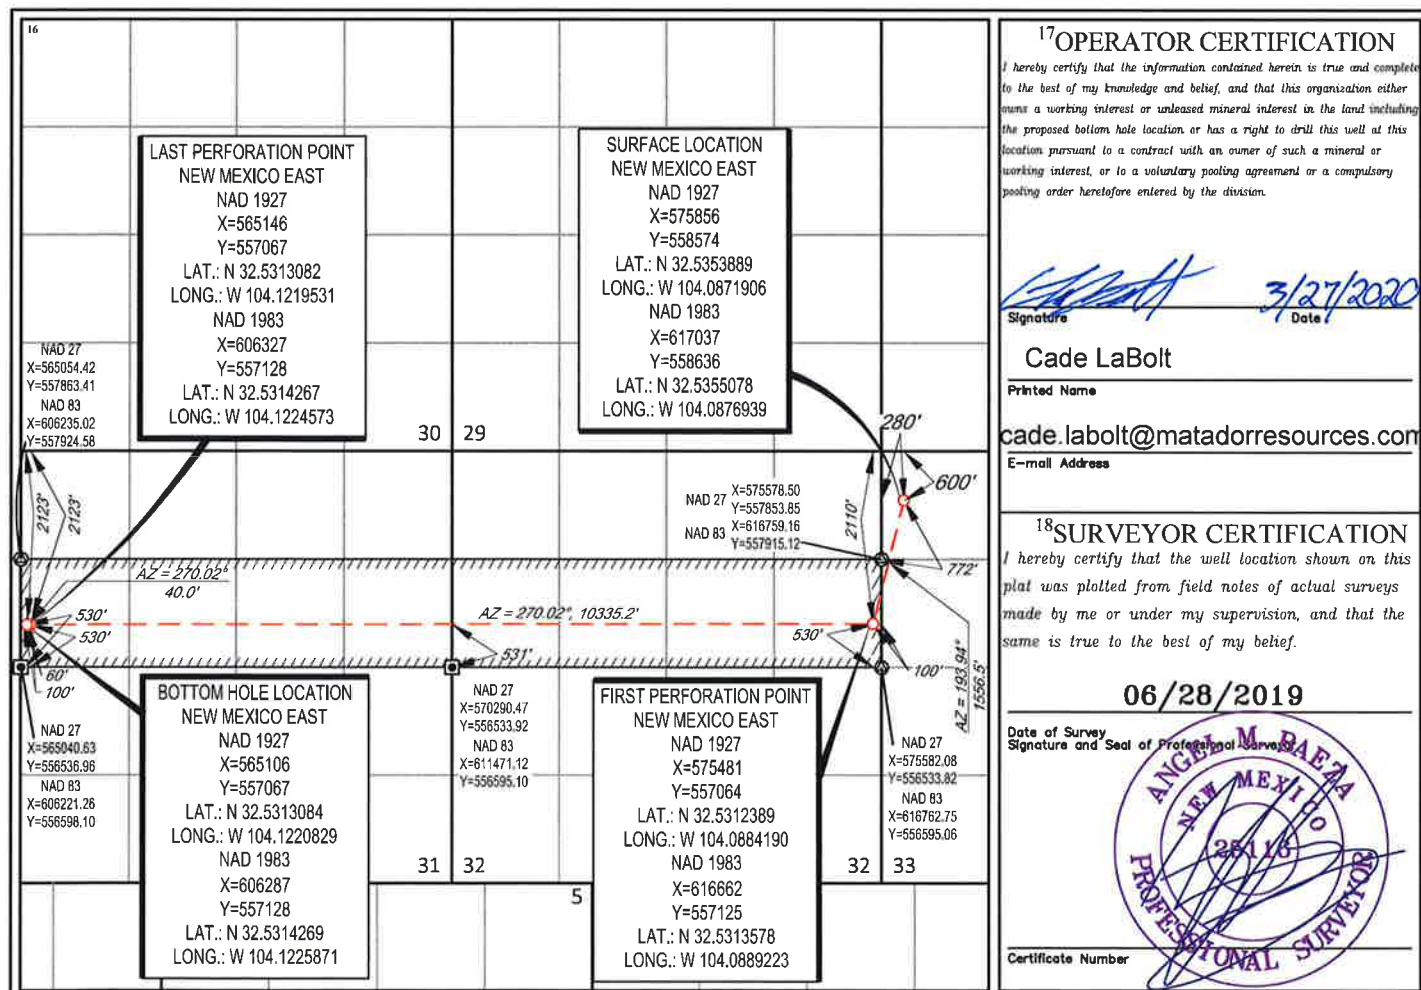 16
LAST PERFORATION POINT
NEW MEXICO EAST
NAD 1927
X=565146
Y=557067
LAT.: N 32.5313082
LONG.: W 104.1219531
NAD 1983
X=606327
Y=557128
LAT.: N 32.5314267
LONG.: W 104.1224573
SURFACE LOCATION
NEW MEXICO EAST
NAD 1927
X=575856
Y=558574
LAT.: N 32.5353889
LONG.: W 104.0871906
NAD 1983
X=617037
Y=558636
LAT.: N 32.5355078
LONG.: W 104.0876939
NAD 27
X=565054.42
Y=557863.41
NAD 83
X=606235.02
Y=557924.58
30 29
280'
600'
2123'
2123'
NAD 27
X=575578.50
Y=557853.85
NAD 83
X=616759.16
Y=557915.12
2110'
772'
AZ = 270.02°
40.0'
530'
530'
AZ = 270.02°, 10335.2'
530'
531'
100'
60'
100'
AZ = 193.94°
1556.5'
BOTTOM HOLE LOCATION
NEW MEXICO EAST
NAD 1927
X=565106
Y=557067
LAT.: N 32.5313084
LONG.: W 104.1220829
NAD 1983
X=606287
Y=557128
LAT.: N 32.5314269
LONG.: W 104.1225871
NAD 27
X=565040.63
Y=556536.96
NAD 83
X=606221.26
Y=556598.10
NAD 27
X=570290.47
Y=556533.92
NAD 83
X=611471.12
Y=556595.10
FIRST PERFORATION POINT
NEW MEXICO EAST
NAD 1927
X=575481
Y=557064
LAT.: N 32.5312389
LONG.: W 104.0884190
NAD 1983
X=616662
Y=557125
LAT.: N 32.5313578
LONG.: W 104.0889223
NAD 27
X=575582.08
Y=556533.82
NAD 83
X=616762.75
Y=556595.06
31 32
32 33
5
17 OPERATOR CERTIFICATION
I hereby certify that the information contained herein is true and complete
to the best of my knowledge and belief, and that this organization either
owns a working interest or unleased mineral interest in the land including
the proposed bottom hole location or has a right to drill this well at this
location pursuant to a contract with an owner of such a mineral or
working interest, or to a voluntary pooling agreement or a compulsory
pooling order heretofore entered by the division.
3/27/2020
Signature Date
Cade LaBolt
Printed Name
cade.labolt@matadorresources.com
E-mail Address
18 SURVEYOR CERTIFICATION
I hereby certify that the well location shown on this
plat was plotted from field notes of actual surveys
made by me or under my supervision, and that the
same is true to the best of my belief.
06/28/2019
Date of Survey
Signature and Seal of Professional Surveyor
ANGEL M. BAEZA
NEW MEXICO
PROFESSIONAL SURVEYOR
Certificate Number